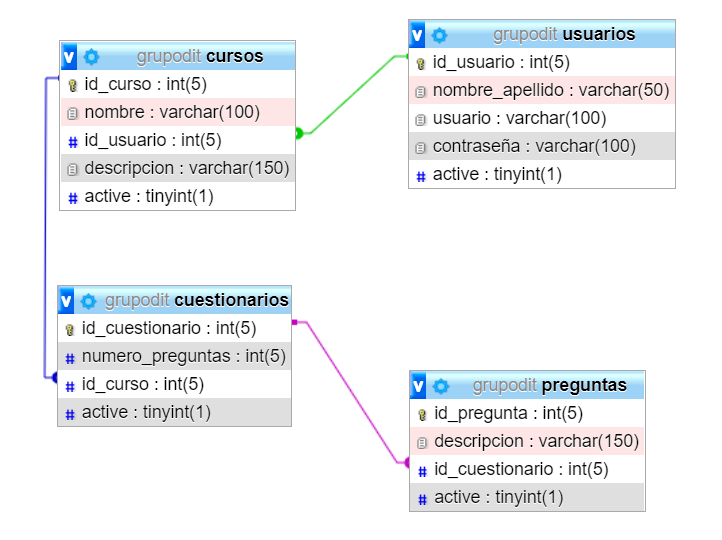 grupodit cursos
id_curso : int(5)
nombre : varchar(100)
id_usuario : int(5)
descripcion : varchar(150)
active : tinyint(1)
grupodit usuarios
id_usuario : int(5)
nombre_apellido : varchar(50)
usuario : varchar(100)
contraseña : varchar(100)
active : tinyint(1)
grupodit cuestionarios
id_cuestionario : int(5)
numero_preguntas : int(5)
id_curso : int(5)
active : tinyint(1)
grupodit preguntas
id_pregunta : int(5)
descripcion : varchar(150)
id_cuestionario : int(5)
active : tinyint(1)